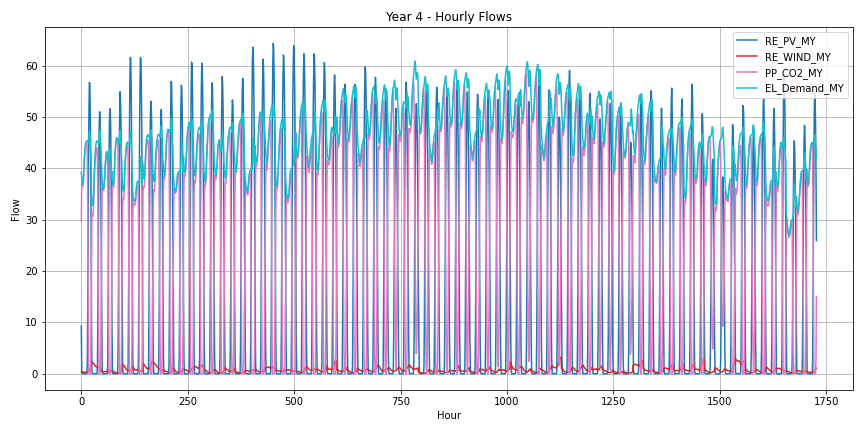 Year 4 - Hourly Flows
RE_PV_MY
RE_WIND_MY
PP_CO2_MY
EL_Demand_MY
60
50
40
30
20
10
0
Flow
0 250 500 750 1000 1250 1500 1750
Hour